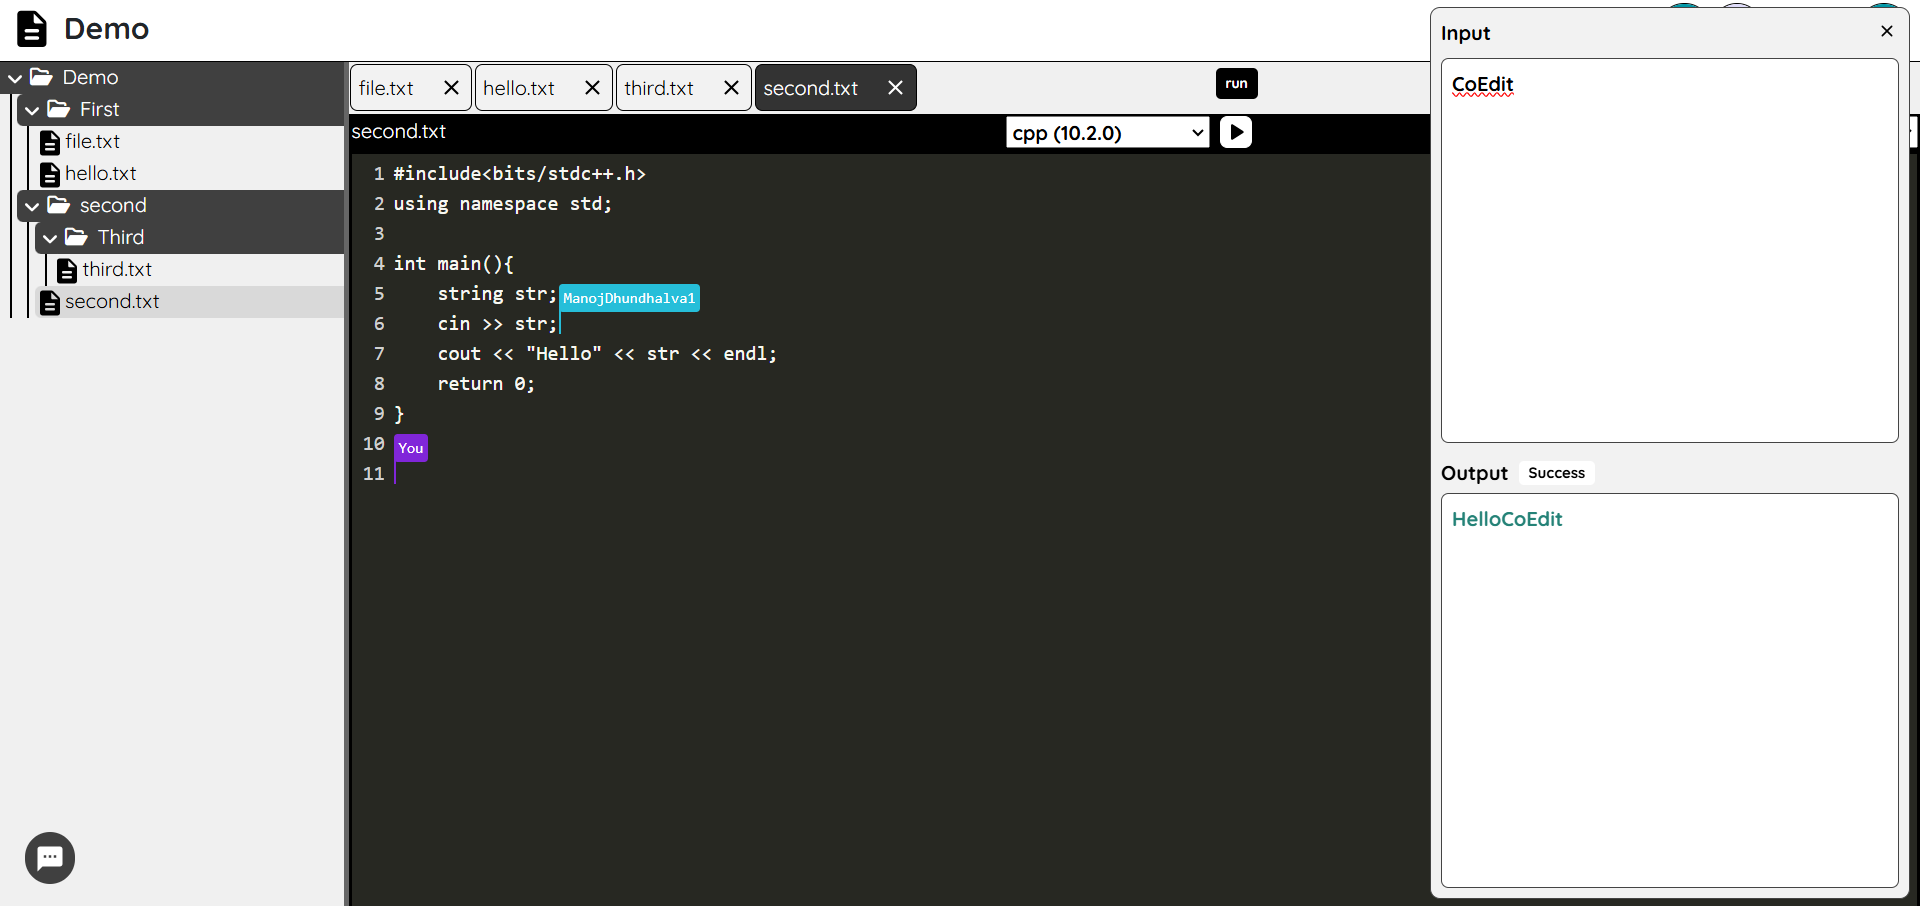 Demo
Demo
First
file.txt
hello.txt
second
Third
third.txt
second.txt
file.txt
hello.txt
third.txt
second.txt
run
second.txt
cpp (10.2.0)
1 #include<bits/stdc++.h>
2 using namespace std;
3
4 int main(){
5     string str;
ManojDhundhalva1
6     cin >> str;
7     cout << "Hello" << str << endl;
8     return 0;
9 }
10
You
11
Input
CoEdit
Output Success
HelloCoEdit